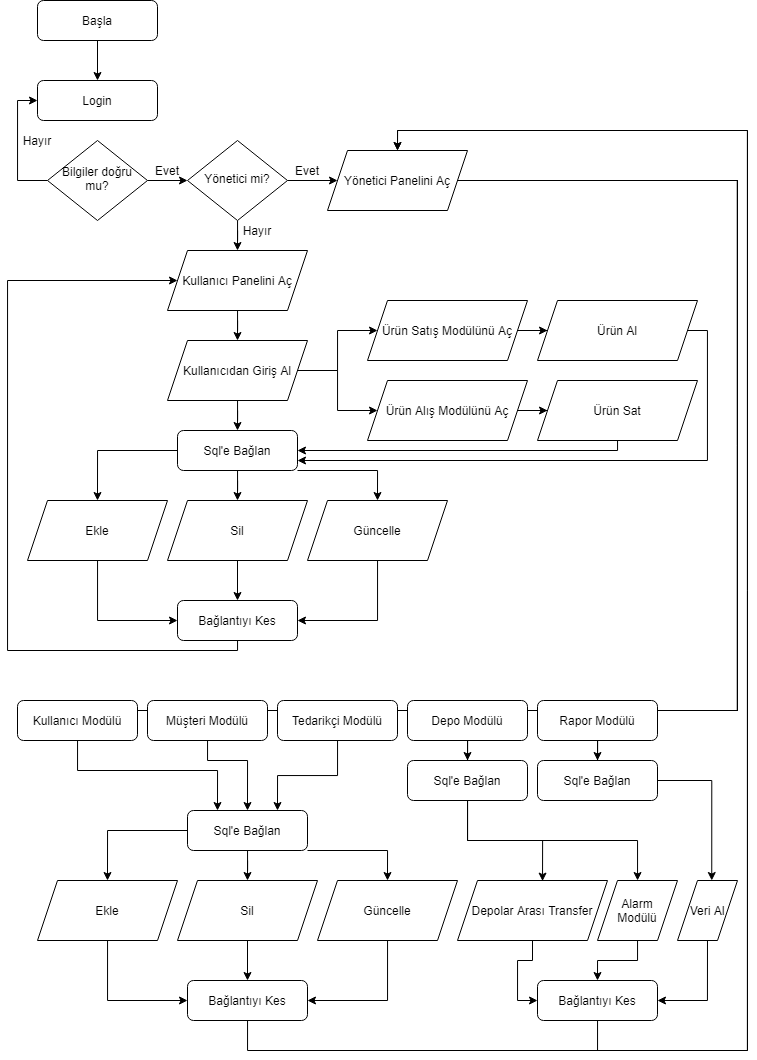 Başla
Login
Hayır
Bilgiler doğru
mu?
Evet
Yönetici mi?
Evet
Yönetici Panelini Aç
Hayır
Kullanıcı Panelini Aç
Ürün Satış Modülünü Aç
Ürün Al
Kullanıcıdan Giriş Al
Ürün Alış Modülünü Aç
Ürün Sat
Sql'e Bağlan
Ekle
Sil
Güncelle
Bağlantıyı Kes
Kullanıcı Modülü
Müşteri Modülü
Tedarikçi Modülü
Depo Modülü
Rapor Modülü
Sql'e Bağlan
Sql'e Bağlan
Sql'e Bağlan
Ekle
Sil
Güncelle
Depolar Arası Transfer
Alarm
Modülü
Veri Al
Bağlantıyı Kes
Bağlantıyı Kes